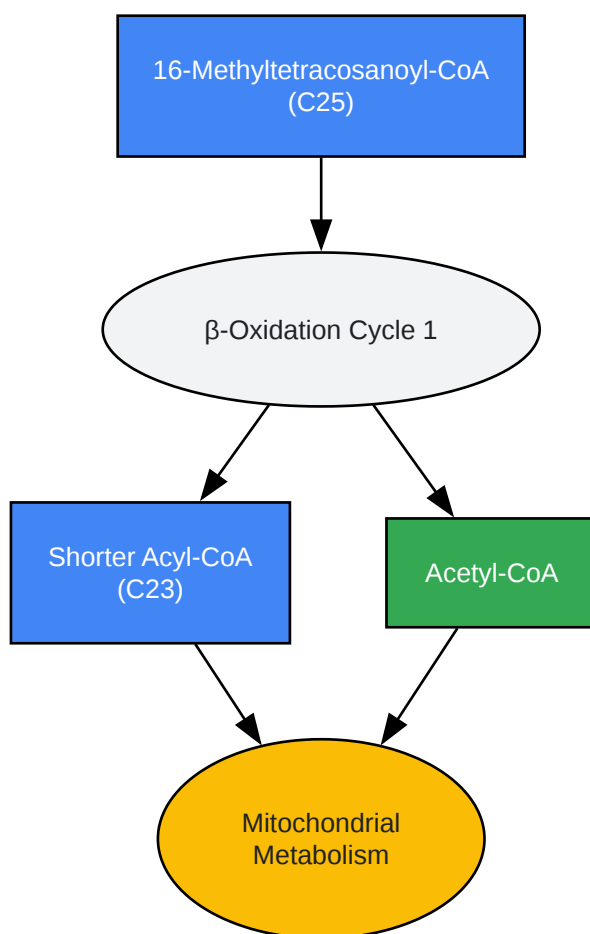 16-Methyltetracosanoyl-CoA
(C25)
β-Oxidation Cycle 1
Shorter Acyl-CoA
(C23)
Acetyl-CoA
Mitochondrial
Metabolism